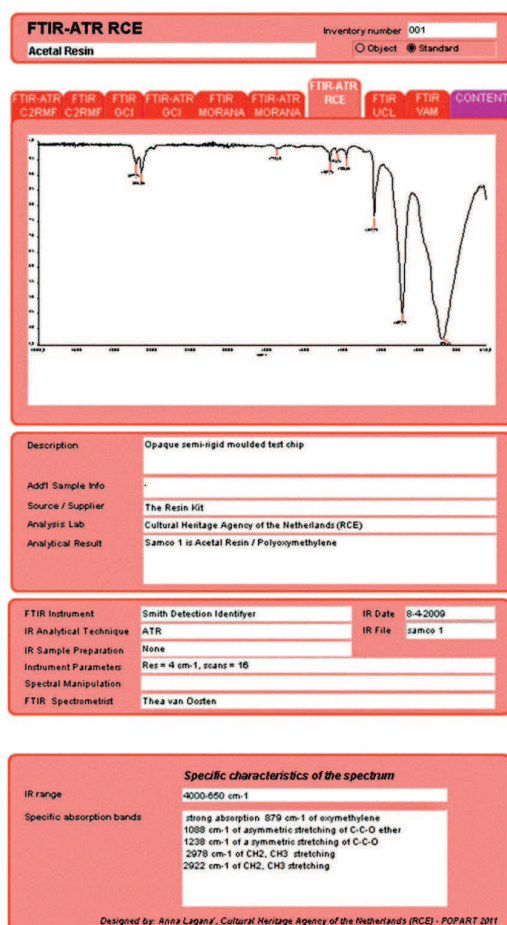 FTIR-ATR RCE
Inventory number 001
Acetal Resin
Object Standard
FTIR-ATR C2RMF
FTIR C2RMF
FTIR GCI
FTIR-ATR GCI
FTIR MORANA
FTIR-ATR MORANA
FTIR-ATR RCE
FTIR UCL
FTIR VAM
CONTENT
Description Opaque semi-rigid moulded test chip
Add'l Sample Info -
Source / Supplier The Resin Kit
Analysis Lab Cultural Heritage Agency of the Netherlands (RCE)
Analytical Result Samco 1 is Acetal Resin / Polyoxymethylene
FTIR Instrument Smith Detection Identifyer IR Date 8-4-2009
IR Analytical Technique ATR IR File samco 1
IR Sample Preparation None
Instrument Parameters Res = 4 cm-1, scans = 16
Spectral Manipulation
FTIR Spectrometrist Thea van Oosten
Specific characteristics of the spectrum
IR range 4000-650 cm-1
Specific absorption bands strong absorption 879 cm-1 of oxymethylene
1088 cm-1 of asymmetric stretching of C-C-O ether
1238 cm-1 of a symmetric stretching of C-C-O
2978 cm-1 of CH2, CH3 stretching
2922 cm-1 of CH2, CH3 stretching
Designed by: Anna Lagana', Cultural Heritage Agency of the Netherlands (RCE) - POPART 2011